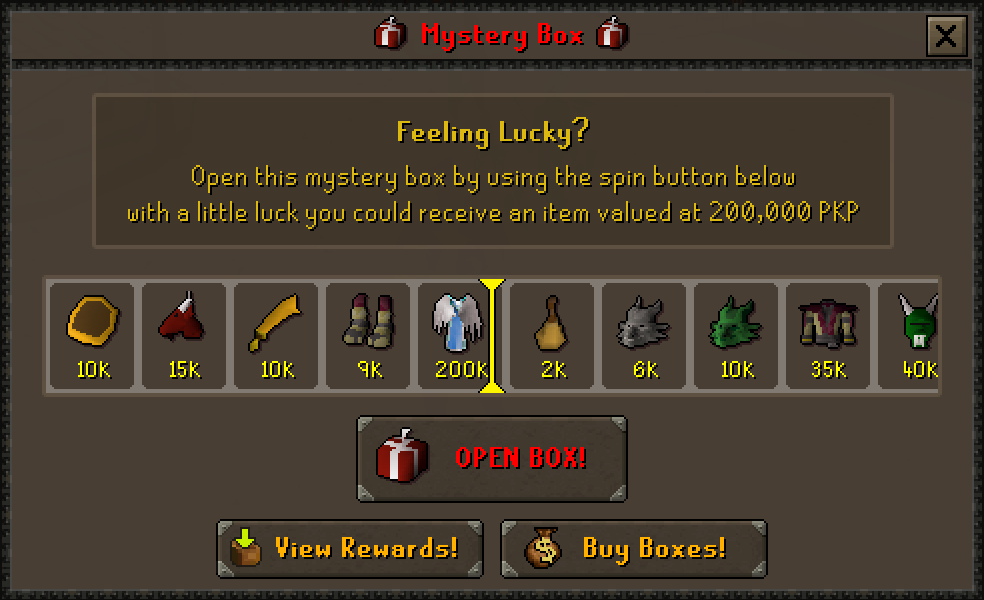 Mystery Box
Feeling Lucky?
Open this mystery box by using the spin button below
with a little luck you could receive an item valued at 200,000 PKP
10K 15K 10K 9K 200K 2K 6K 10K 35K 40K
OPEN BOX!
View Rewards! Buy Boxes!